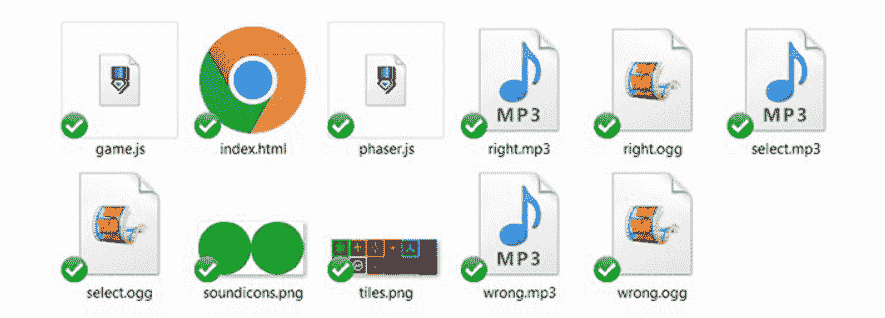 MP3
MP3
game.js index.html phaser.js right.mp3 right.ogg select.mp3
MP3
select.ogg soundicons.png tiles.png wrong.mp3 wrong.ogg